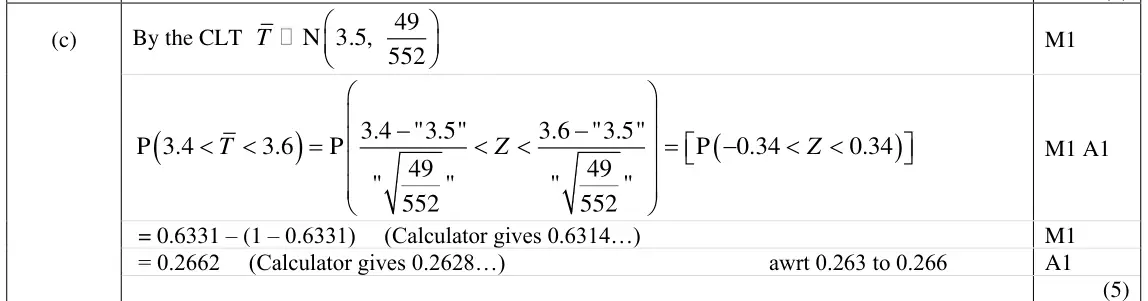 (c) By the CLT T̅ □ N(3.5, 49/552) M1
P(3.4 < T̅ < 3.6) = P((3.4 – "3.5")/("√(49/552)") < Z < (3.6 – "3.5")/("√(49/552)")) = [P(−0.34 < Z < 0.34)] M1 A1
= 0.6331 – (1 – 0.6331) (Calculator gives 0.6314…) M1
= 0.2662 (Calculator gives 0.2628…) awrt 0.263 to 0.266 A1
(5)